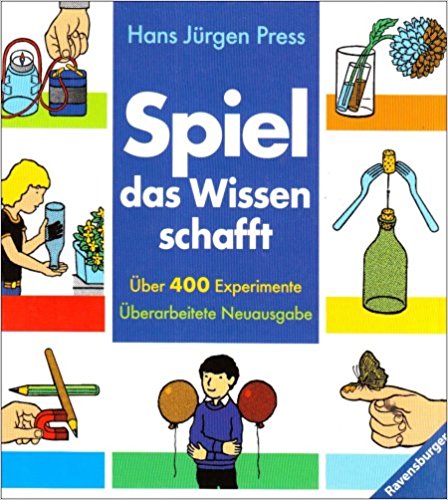 Hans Jürgen Press
Spiel
das Wissen
schafft
Über 400 Experimente
Überarbeitete Neuausgabe
Ravensburger